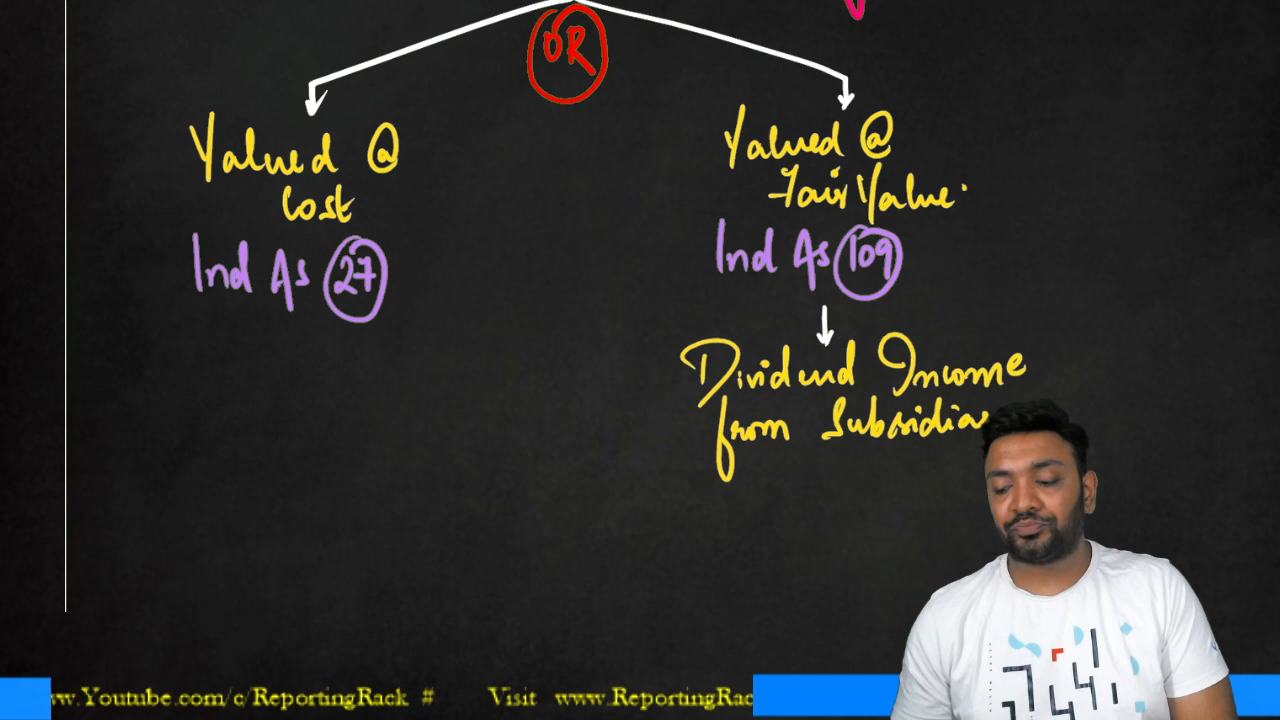 OR
Valued @
Cost
Ind As 27
Valued @
Fair Value.
Ind As 109
Dividend Income
from Subsidiar
ww.Youtube.com/c/ReportingRack # Visit www.ReportingRac